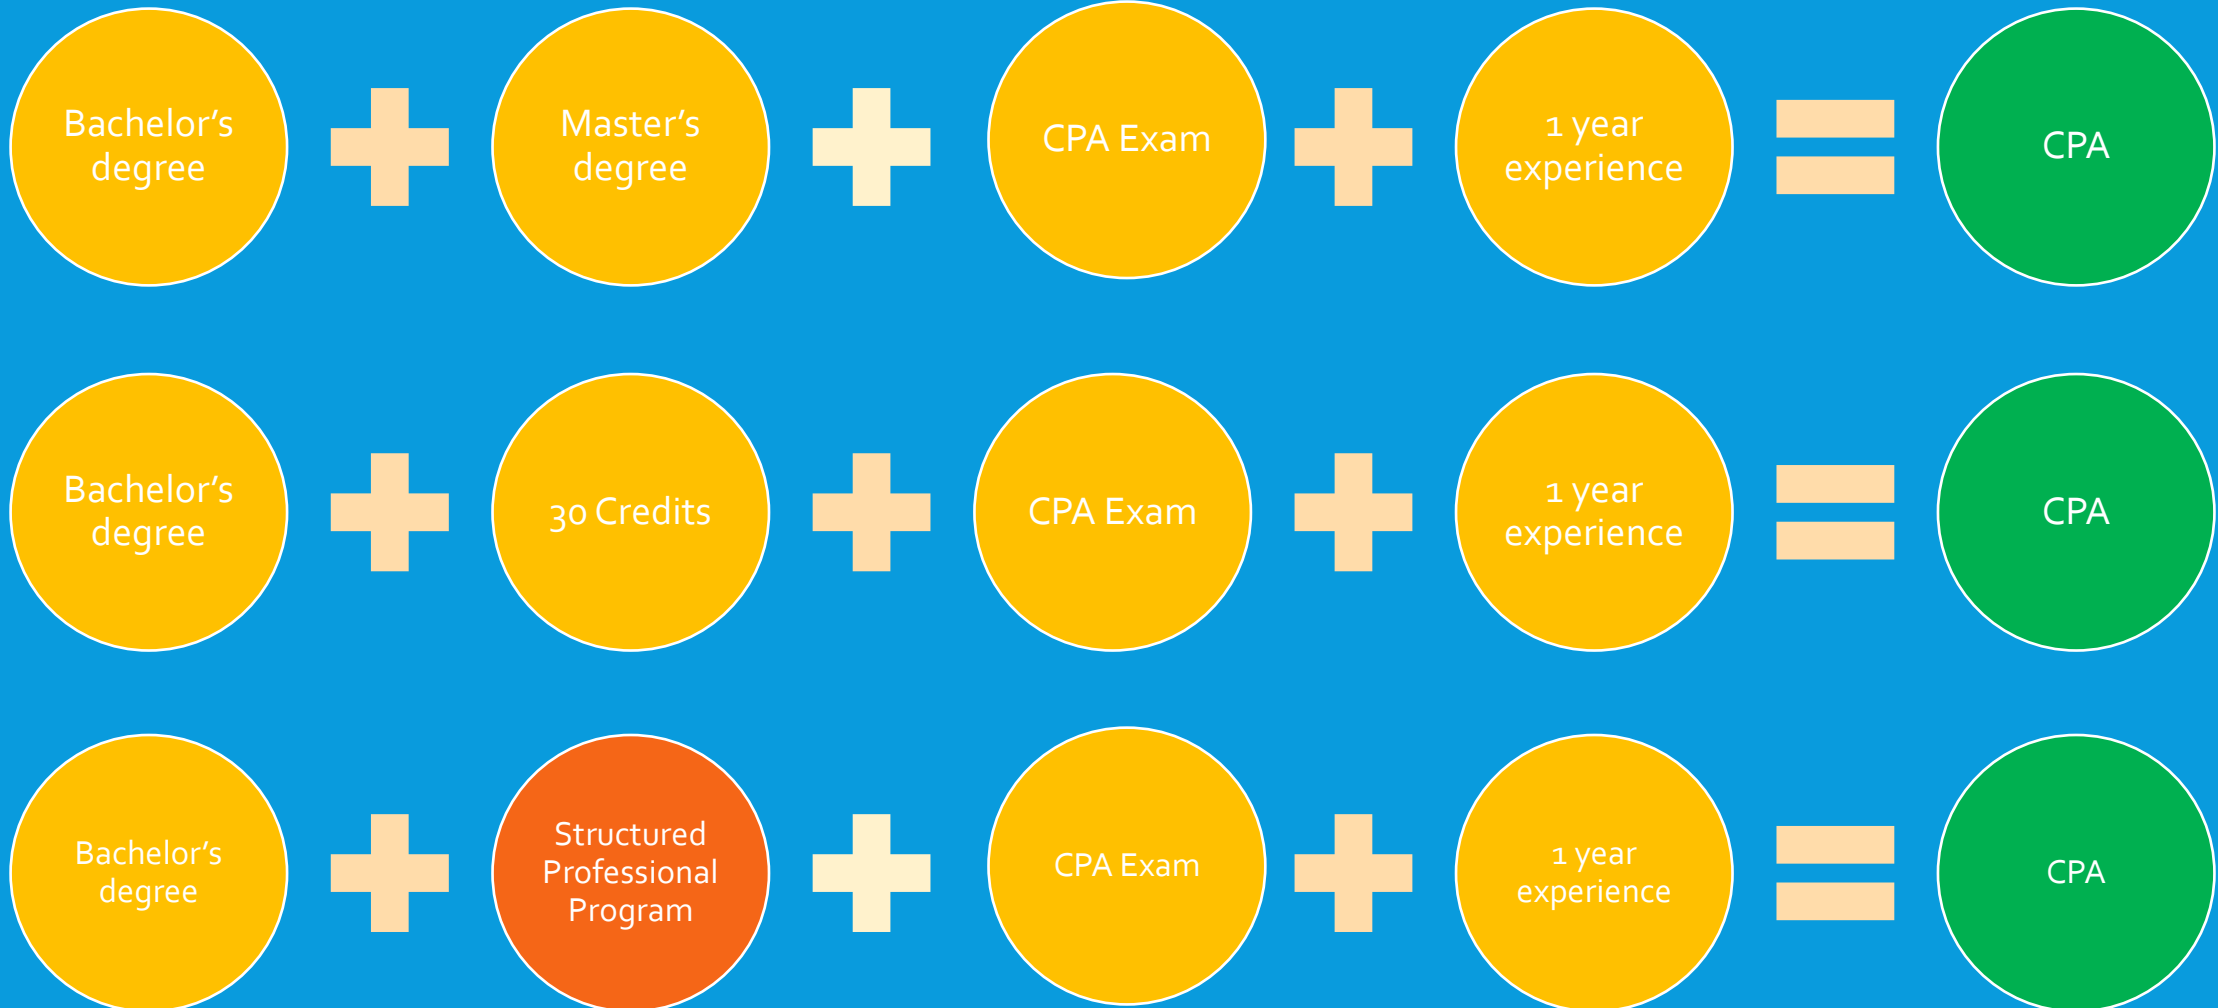 Bachelor's
degree
Master's
degree
CPA Exam
1 year
experience
CPA
Bachelor's
degree
30 Credits
CPA Exam
1 year
experience
CPA
Bachelor's
degree
Structured
Professional
Program
CPA Exam
1 year
experience
CPA